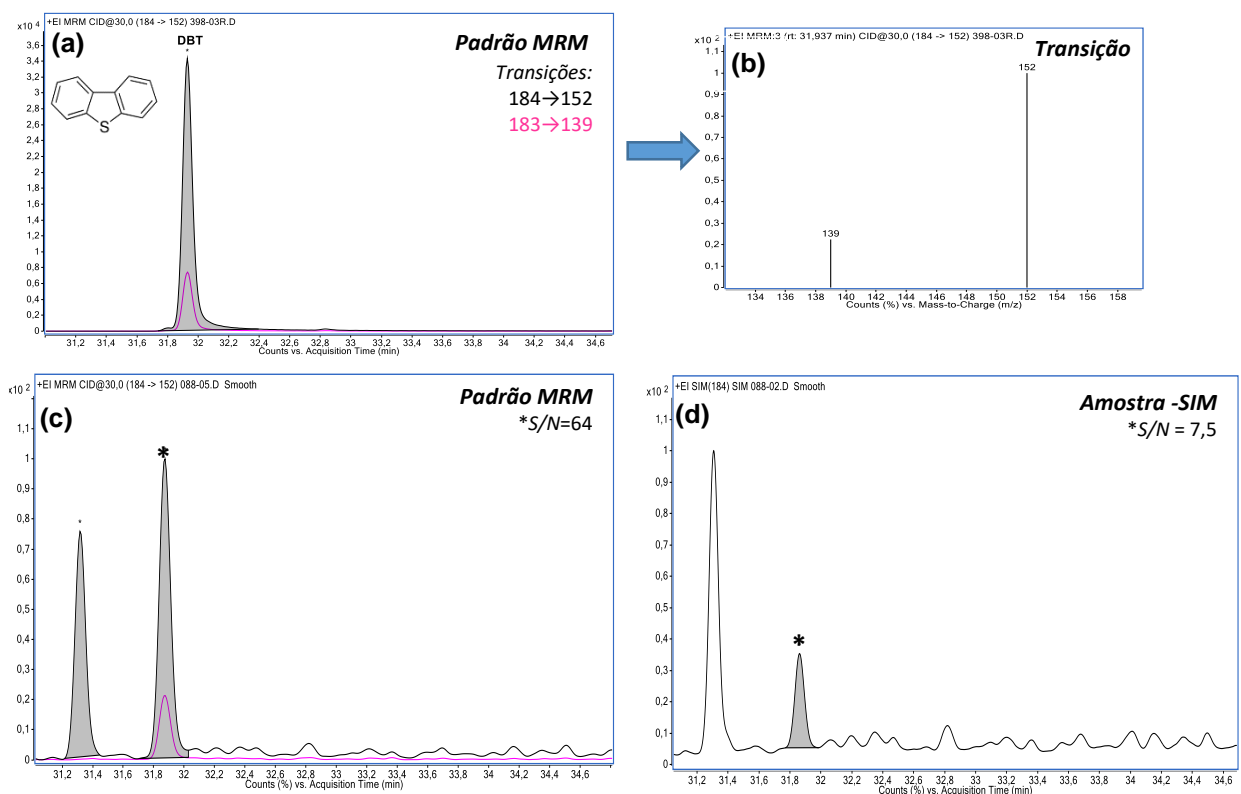 +EI MRM CID@30,0 (184 -> 152) 398-03R.D
x10 4
(a)
DBT
*
Padrão MRM
Transições:
184→152
183→139
S
3,6
3,4
3,2
3
2,8
2,6
2,4
2,2
2
1,8
1,6
1,4
1,2
1
0,8
0,6
0,4
0,2
0
31,2 31,4 31,6 31,8 32 32,2 32,4 32,6 32,8 33 33,2 33,4 33,6 33,8 34 34,2 34,4 34,6
Counts vs. Acquisition Time (min)
+EI MRM:3 (rt: 31,937 min) CID@30,0 (184 -> 152) 398-03R.D
x10 2
(b)
Transição
152
139
1,1
1
0,9
0,8
0,7
0,6
0,5
0,4
0,3
0,2
0,1
0
134 136 138 140 142 144 146 148 150 152 154 156 158
Counts (%) vs. Mass-to-Charge (m/z)
+EI MRM CID@30,0 (184 -> 152) 088-05.D Smooth
x10 2
(c)
Padrão MRM
*S/N=64
*
*
1,1
1
0,9
0,8
0,7
0,6
0,5
0,4
0,3
0,2
0,1
0
31,2 31,4 31,6 31,8 32 32,2 32,4 32,6 32,8 33 33,2 33,4 33,6 33,8 34 34,2 34,4 34,6
Counts (%) vs. Acquisition Time (min)
+EI SIM(184) SIM 088-02.D Smooth
x10 2
(d)
Amostra -SIM
*S/N = 7,5
*
1,1
1
0,9
0,8
0,7
0,6
0,5
0,4
0,3
0,2
0,1
0
31,2 31,4 31,6 31,8 32 32,2 32,4 32,6 32,8 33 33,2 33,4 33,6 33,8 34 34,2 34,4 34,6
Counts (%) vs. Acquisition Time (min)